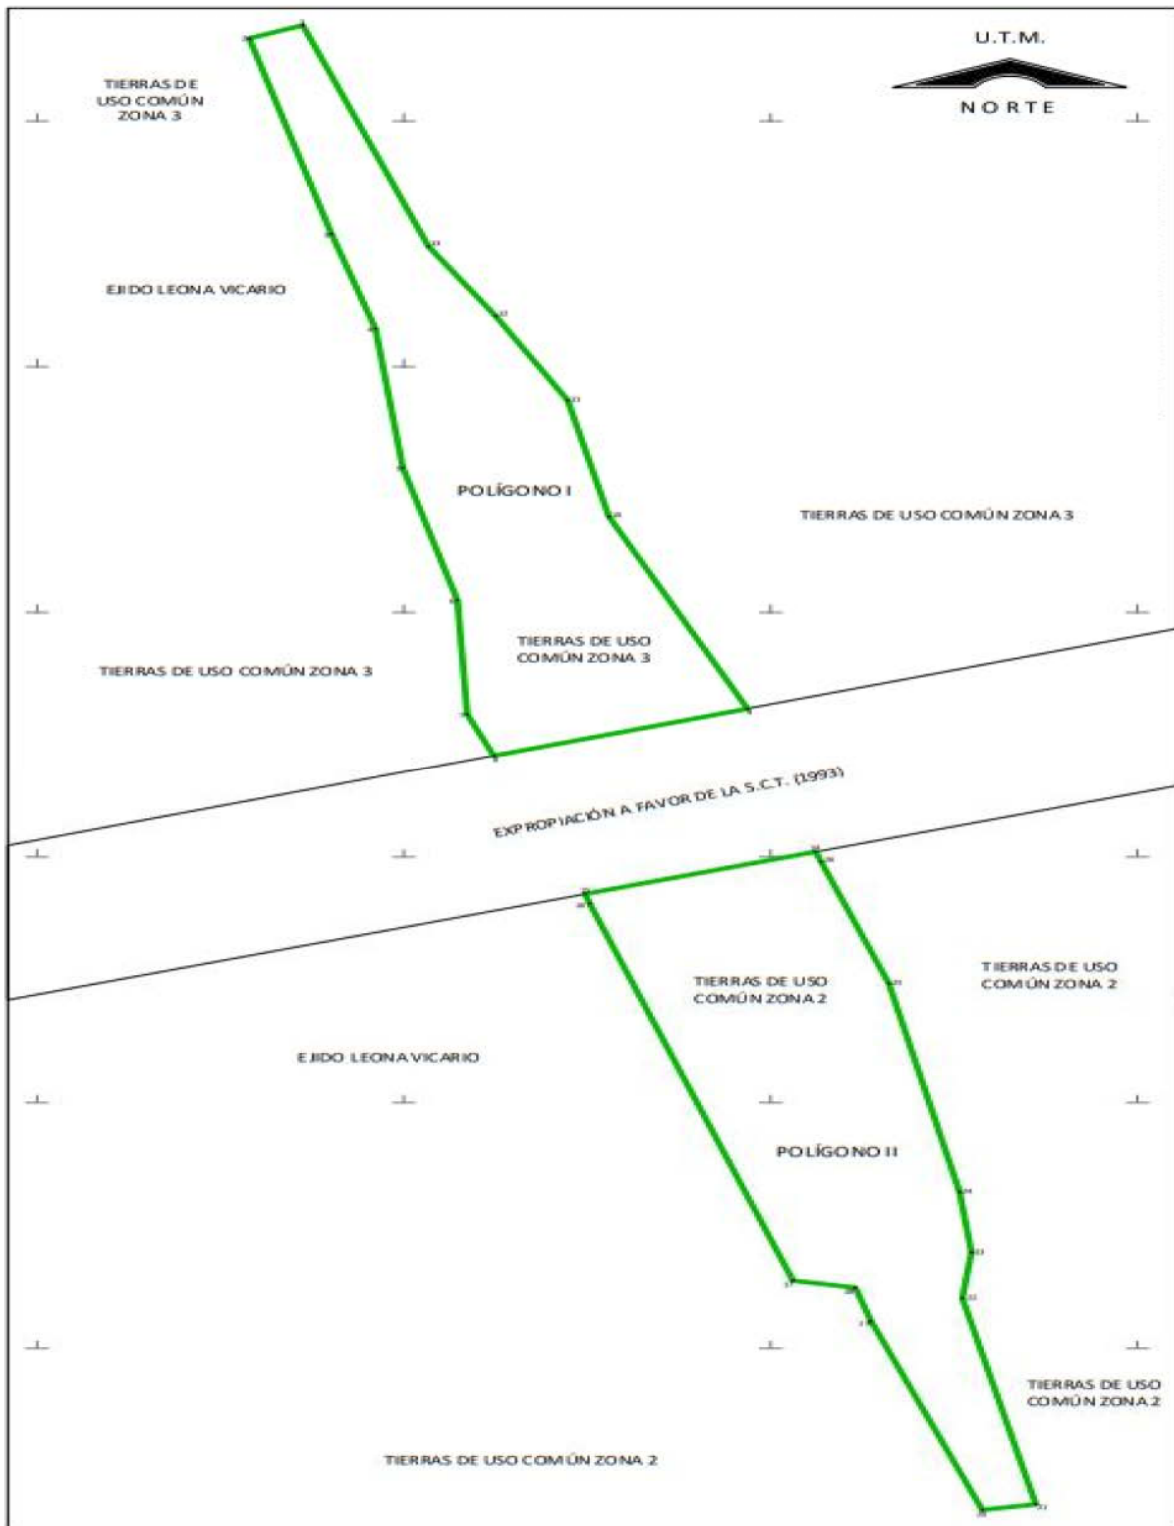 U.T.M.
NORTE
TIERRAS DE
USO COMÚN
ZONA 3
EJIDO LEONA VICARIO
POLÍGONO I
TIERRAS DE USO COMÚN ZONA 3
TIERRAS DE USO
COMÚN ZONA 3
TIERRAS DE USO COMÚN ZONA 3
EXPROPIACIÓN A FAVOR DE LA S.C.T. (1993)
TIERRAS DE USO
COMÚN ZONA 2
TIERRAS DE USO
COMÚN ZONA 2
EJIDO LEONA VICARIO
POLÍGONO II
TIERRAS DE USO
COMÚN ZONA 2
TIERRAS DE USO COMÚN ZONA 2